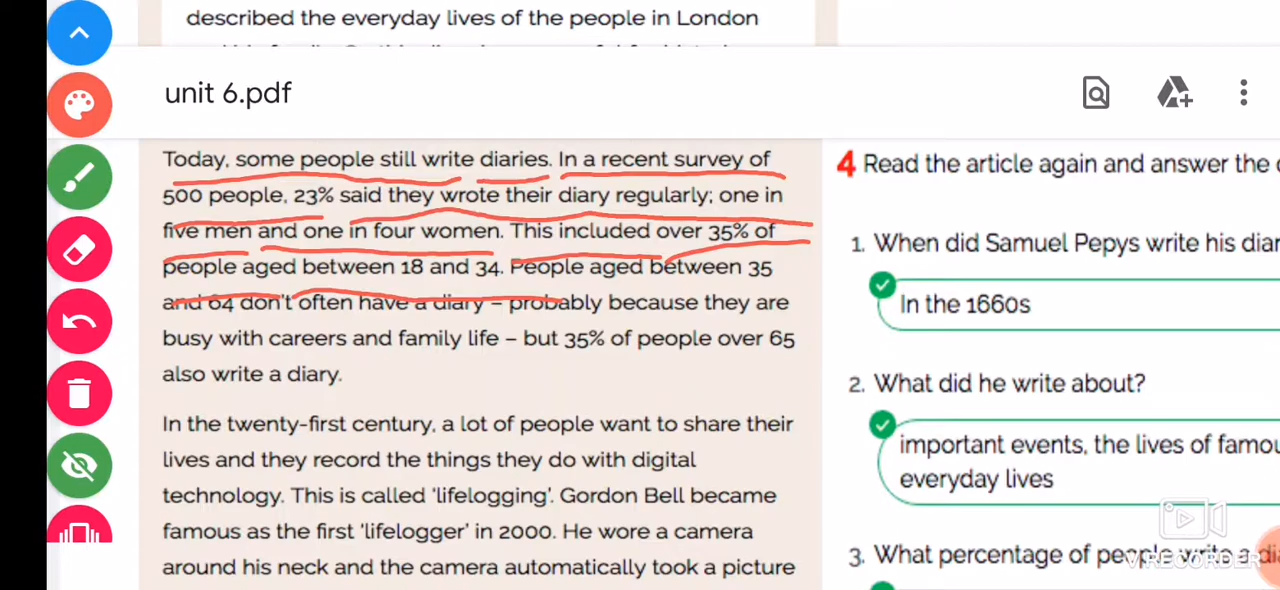 described the everyday lives of the people in London
unit 6.pdf
Today, some people still write diaries. In a recent survey of
500 people, 23% said they wrote their diary regularly; one in
five men and one in four women. This included over 35% of
people aged between 18 and 34. People aged between 35
and 64 don't often have a diary – probably because they are
busy with careers and family life – but 35% of people over 65
also write a diary.
In the twenty-first century, a lot of people want to share their
lives and they record the things they do with digital
technology. This is called 'lifelogging'. Gordon Bell became
famous as the first 'lifelogger' in 2000. He wore a camera
around his neck and the camera automatically took a picture
4 Read the article again and answer the
1. When did Samuel Pepys write his
In the 1660s
2. What did he write about?
important events, the lives of
everyday lives
3. What percentage of people write a
V RECORDER